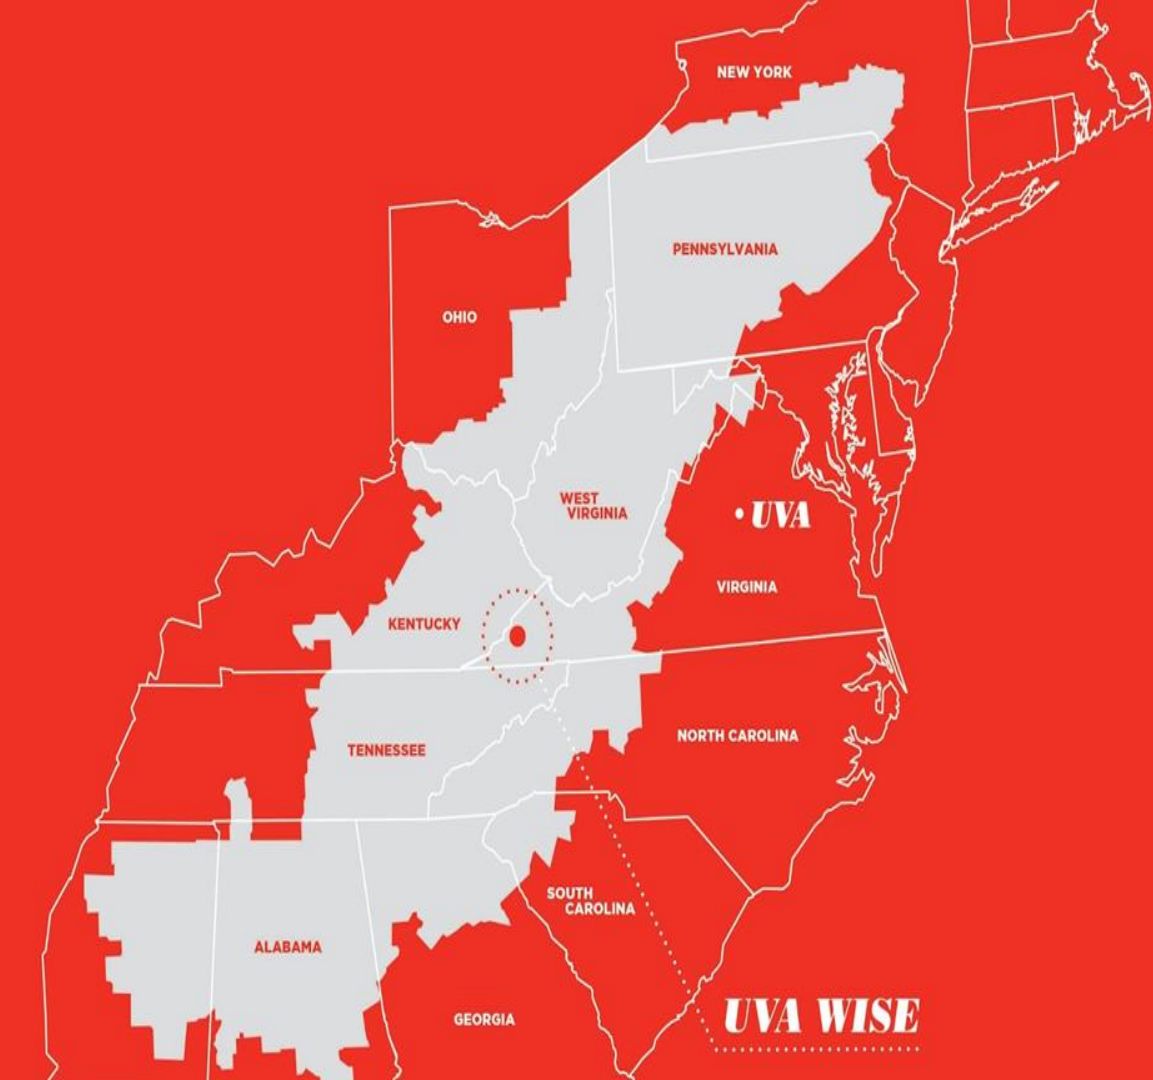 NEW YORK
PENNSYLVANIA
OHIO
WEST
VIRGINIA
• UVA
VIRGINIA
KENTUCKY
NORTH CAROLINA
TENNESSEE
SOUTH
CAROLINA
ALABAMA
GEORGIA
UVA WISE